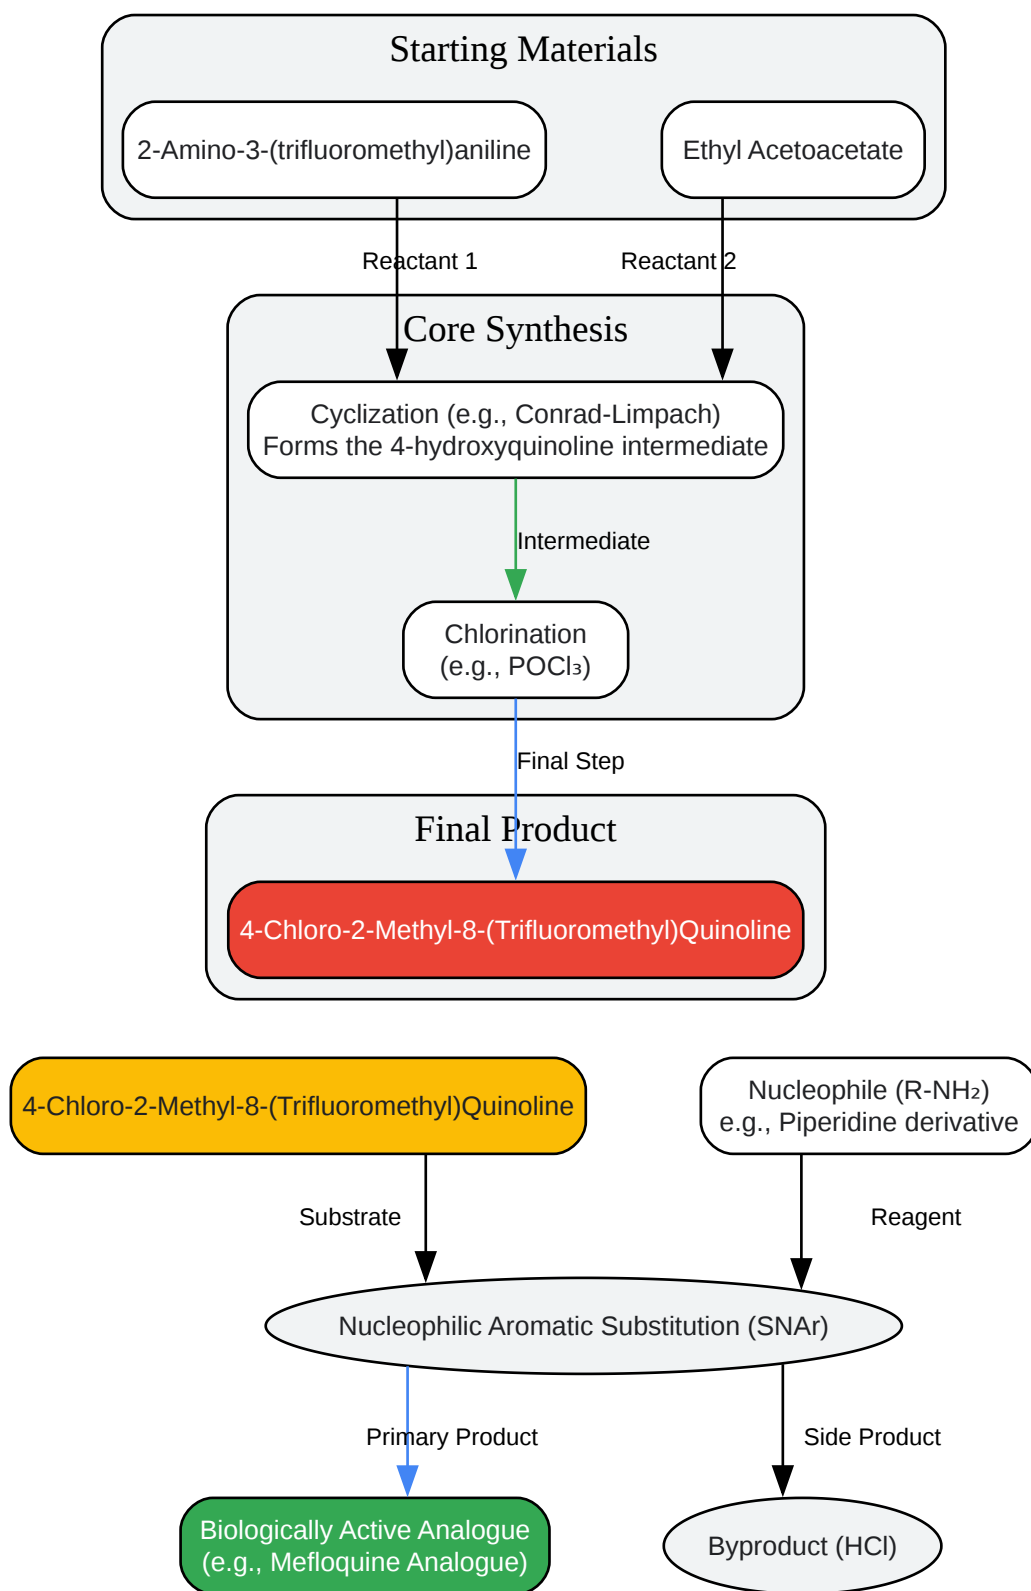 Starting Materials
2-Amino-3-(trifluoromethyl)aniline
Ethyl Acetoacetate
Reactant 1
Reactant 2
Core Synthesis
Cyclization (e.g., Conrad-Limpach)
Forms the 4-hydroxyquinoline intermediate
Intermediate
Chlorination
(e.g., POCl₃)
Final Step
Final Product
4-Chloro-2-Methyl-8-(Trifluoromethyl)Quinoline
4-Chloro-2-Methyl-8-(Trifluoromethyl)Quinoline
Nucleophile (R-NH₂)
e.g., Piperidine derivative
Substrate
Reagent
Nucleophilic Aromatic Substitution (SNAr)
Primary Product
Side Product
Biologically Active Analogue
(e.g., Mefloquine Analogue)
Byproduct (HCl)